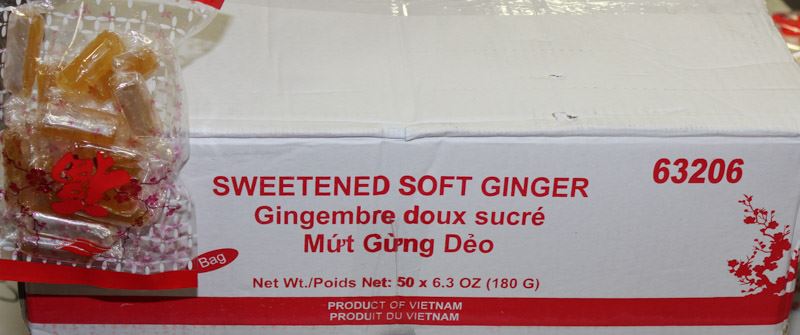 63206
SWEETENED SOFT GINGER
Gingembre doux sucré
Mứt Gừng Dẻo
Bag
Net Wt./Poids Net: 50 x 6.3 OZ (180 G)
PRODUCT OF VIETNAM
PRODUIT DU VIETNAM